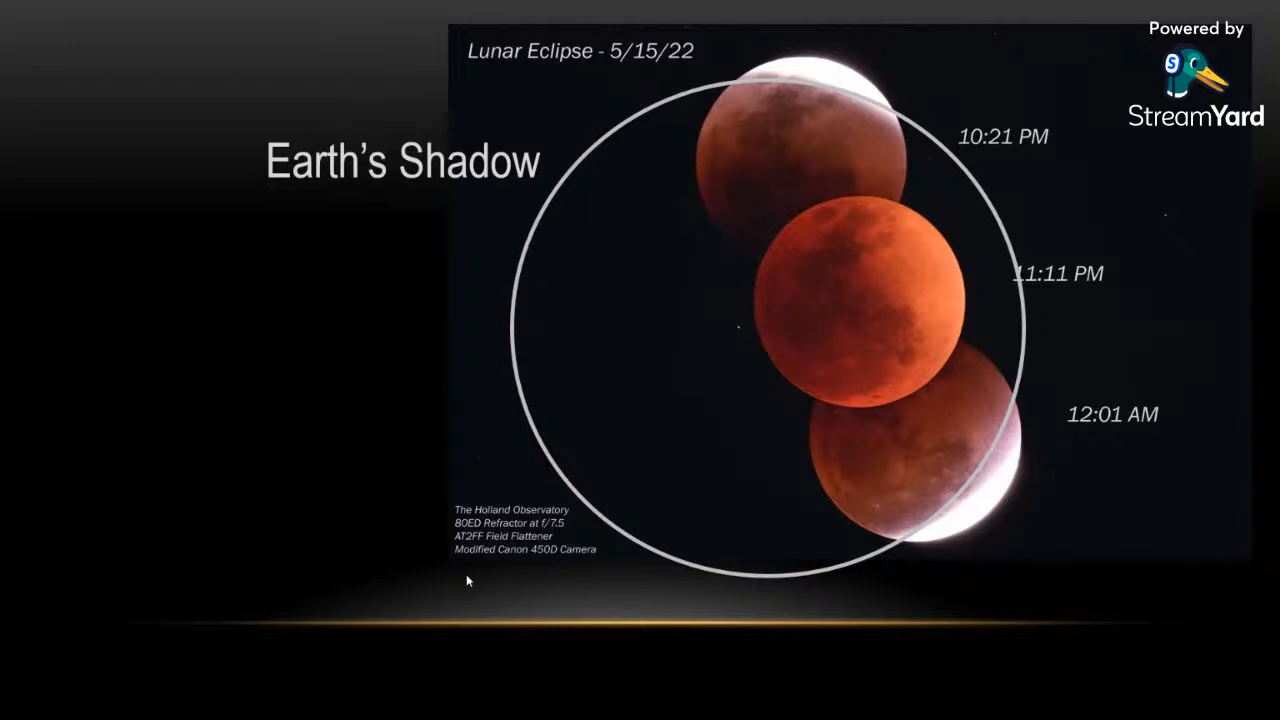 Powered by
StreamYard
Lunar Eclipse - 5/15/22
10:21 PM
Earth's Shadow
11:11 PM
12:01 AM
The Holland Observatory
80ED Refractor at f/7.5
AT2FF Field Flattener
Modified Canon 450D Camera